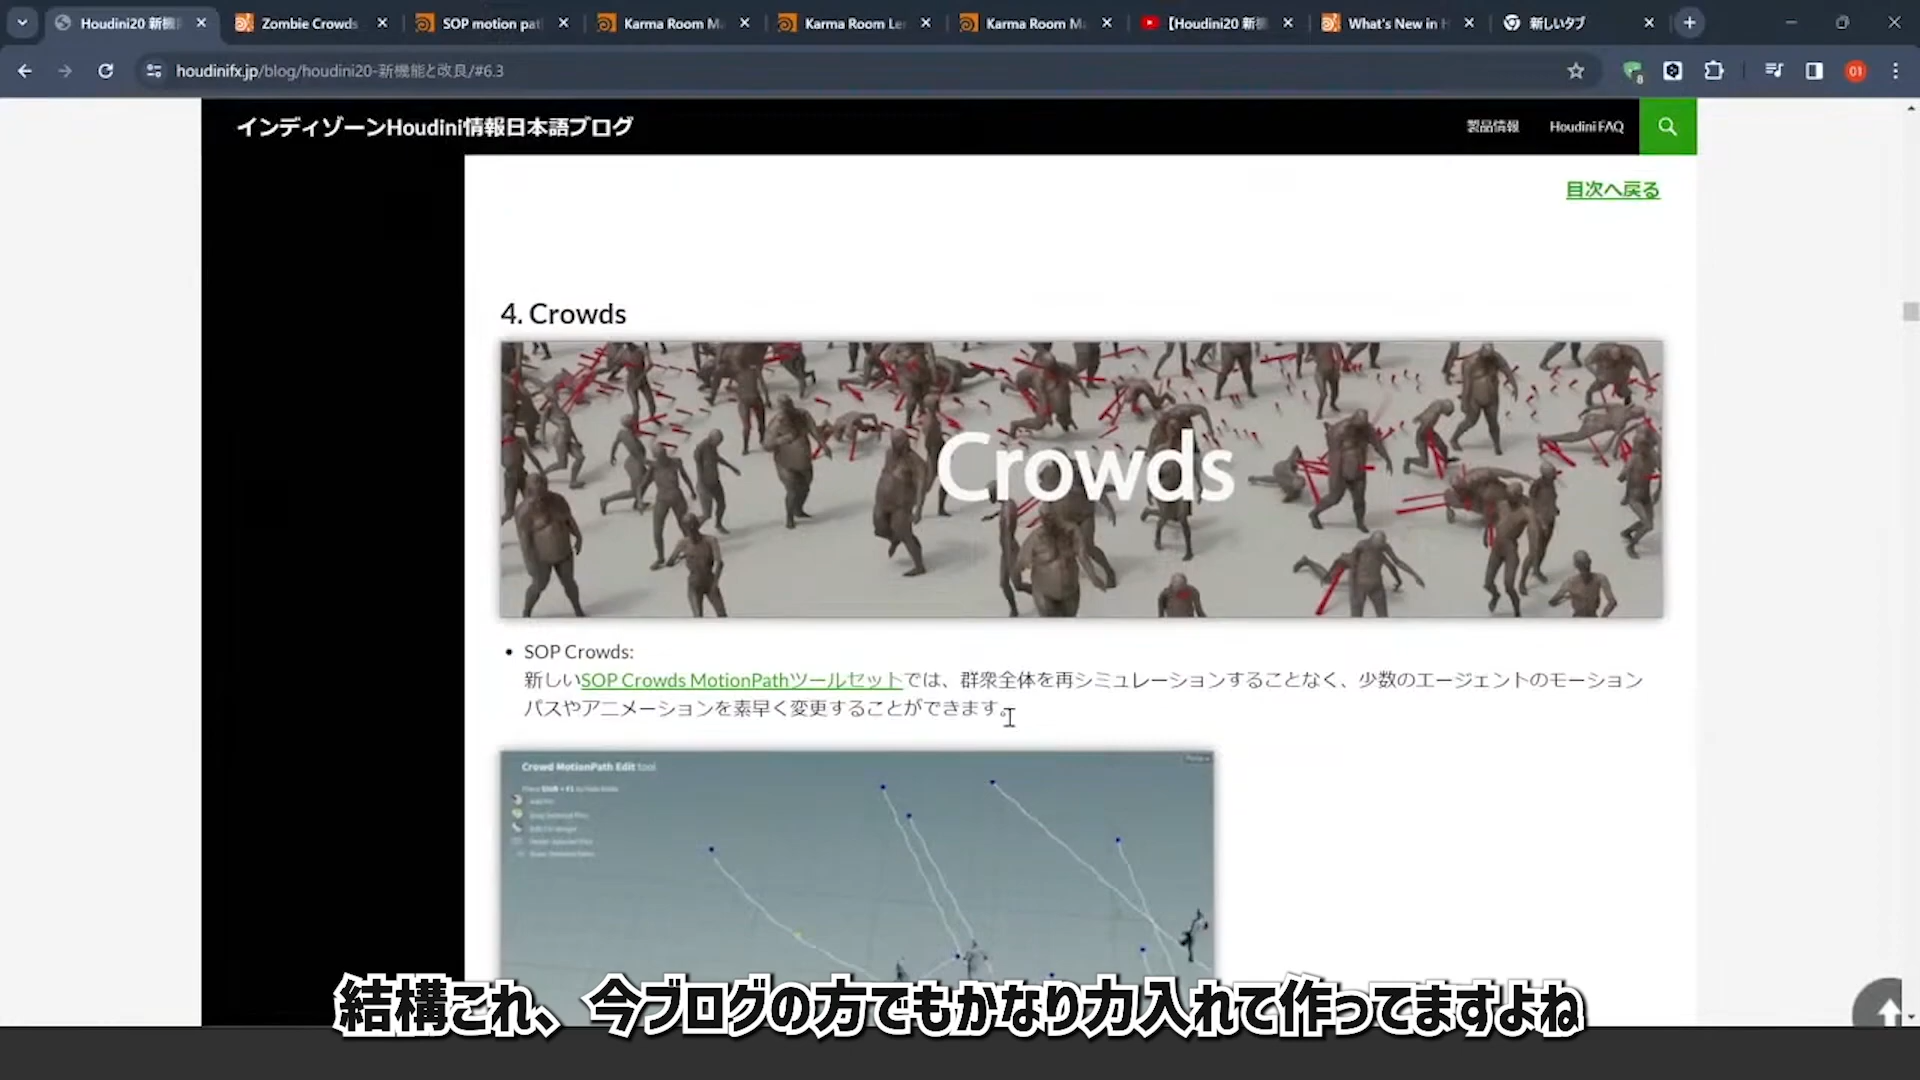 Houdini20 新機
Zombie Crowds
SOP motion pat
Karma Room Ma
Karma Room Le
Karma Room Ma
【Houdini20 新機
What's New in H
新しいタブ
houdinifx.jp/blog/houdini20-新機能と改良/#6.3
8
01
インディゾーンHoudini情報日本語ブログ
製品情報
Houdini FAQ
目次へ戻る
4. Crowds
Crowds
• SOP Crowds:
新しいSOP Crowds MotionPathツールセットでは、群衆全体を再シミュレーションすることなく、少数のエージェントのモーション
パスやアニメーションを素早く変更することができます。
Crowd MotionPath Edit tool
結構これ、今ブログの方でもかなり力入れて作ってますよね